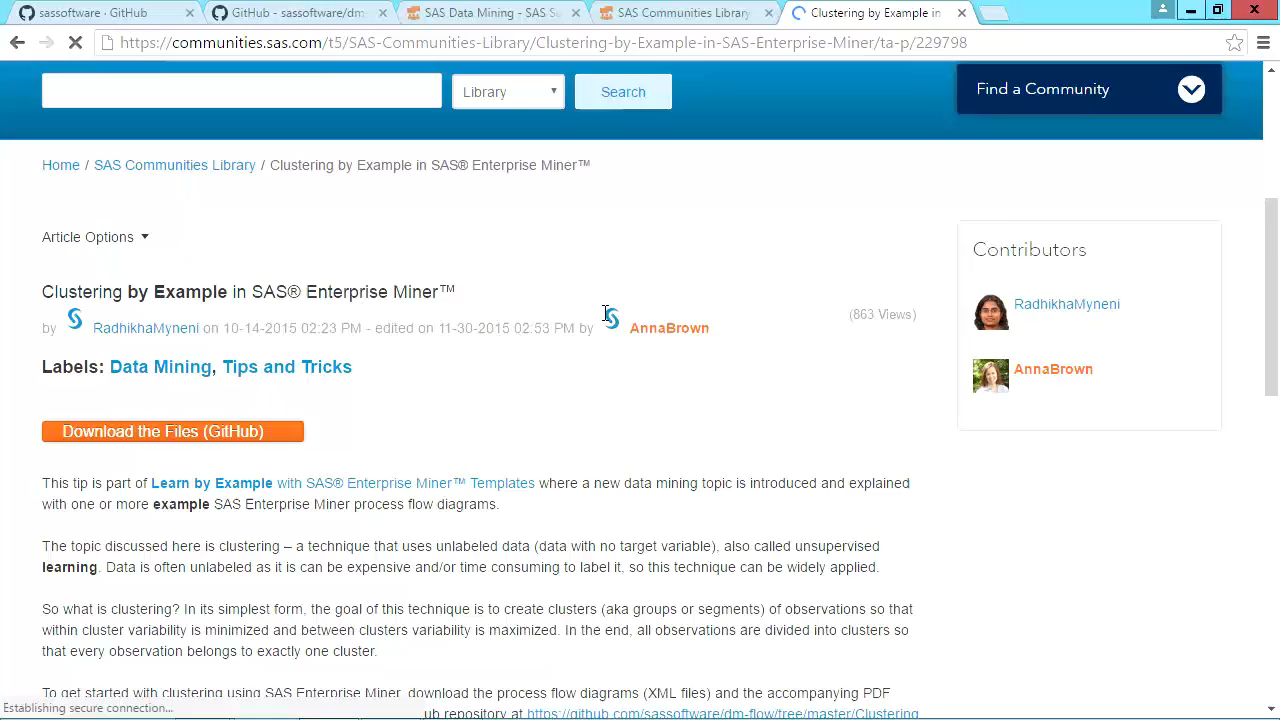 sassoftware · GitHub
GitHub - sassoftware/dm
SAS Data Mining - SAS S
SAS Communities Library
Clustering by Example in
https://communities.sas.com/t5/SAS-Communities-Library/Clustering-by-Example-in-SAS-Enterprise-Miner/ta-p/229798
Library
Search
Find a Community
Home / SAS Communities Library / Clustering by Example in SAS® Enterprise Miner™
Article Options
Contributors
Clustering by Example in SAS® Enterprise Miner™
by RadhikhaMyneni on 10-14-2015 02:23 PM - edited on 11-30-2015 02:53 PM by AnnaBrown
(863 Views)
RadhikhaMyneni
AnnaBrown
Labels: Data Mining, Tips and Tricks
Download the Files (GitHub)
This tip is part of Learn by Example with SAS® Enterprise Miner™ Templates where a new data mining topic is introduced and explained
with one or more example SAS Enterprise Miner process flow diagrams.
The topic discussed here is clustering – a technique that uses unlabeled data (data with no target variable), also called unsupervised
learning. Data is often unlabeled as it is can be expensive and/or time consuming to label it, so this technique can be widely applied.
So what is clustering? In its simplest form, the goal of this technique is to create clusters (aka groups or segments) of observations so that
within cluster variability is minimized and between clusters variability is maximized. In the end, all observations are divided into clusters so
that every observation belongs to exactly one cluster.
To get started with clustering using SAS Enterprise Miner, download the process flow diagrams (XML files) and the accompanying PDF
Establishing secure connection...
ub repository at https://github.com/sassoftware/dm-flow/tree/master/Clustering